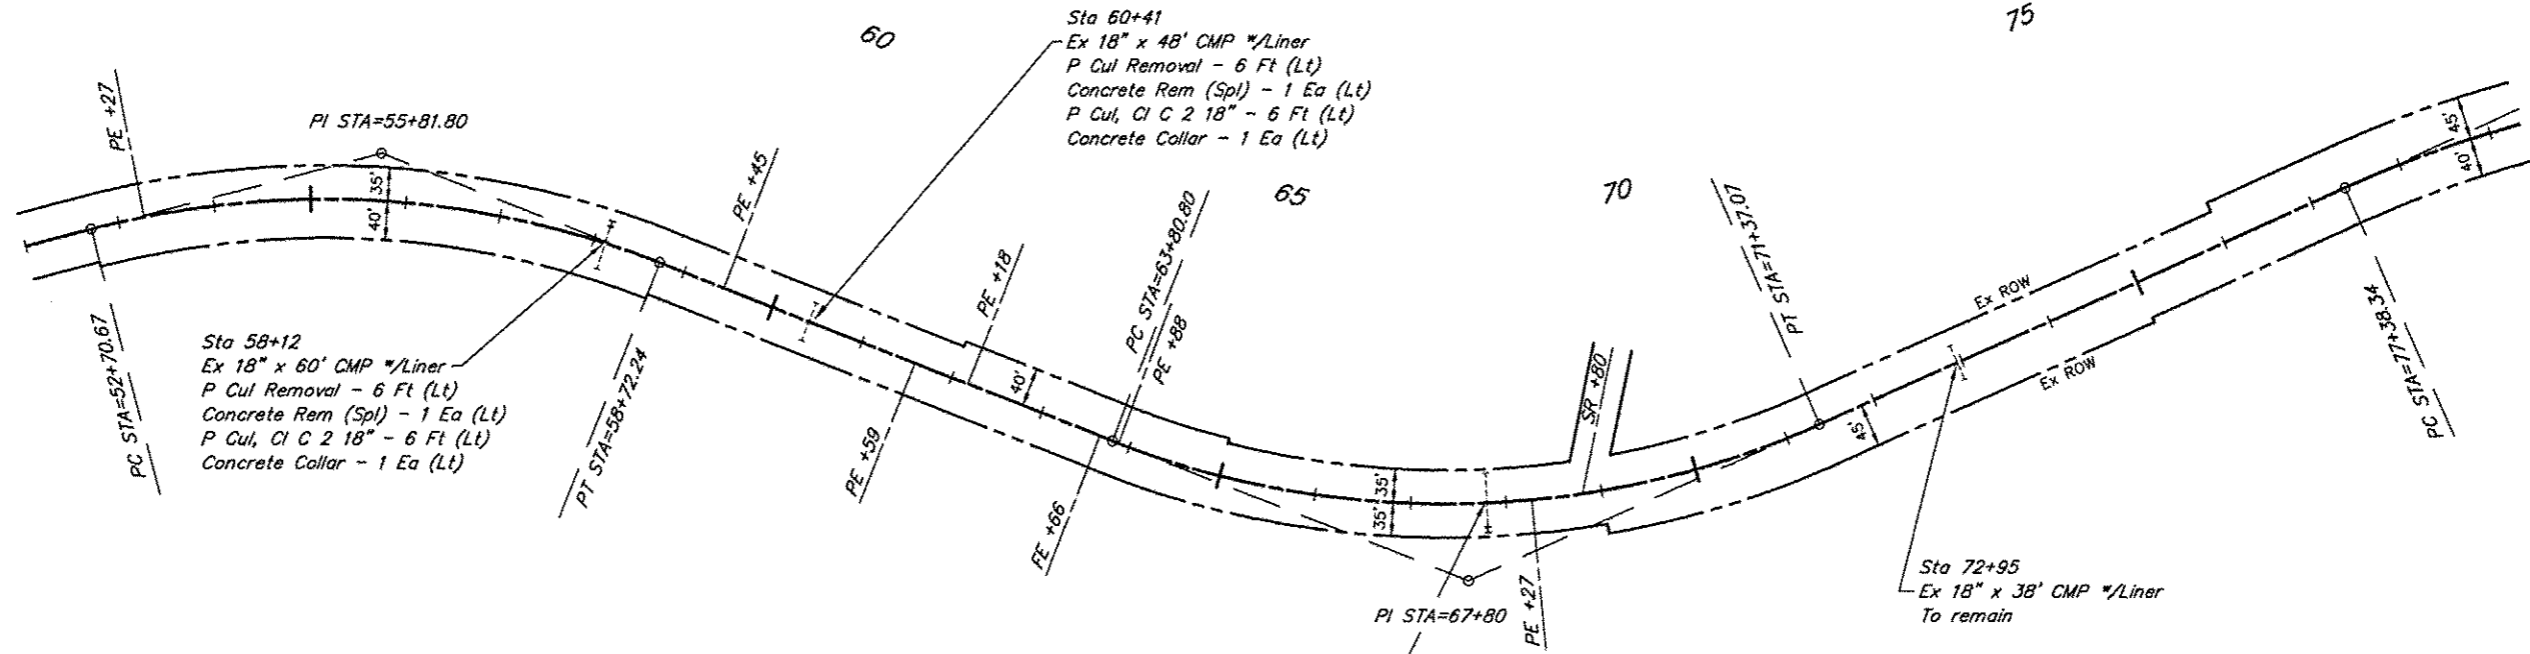 60
75
Sta 60+41
Ex 18" x 48' CMP w/Liner
P Cul Removal - 6 Ft (Lt)
Concrete Rem (Spl) - 1 Ea (Lt)
P Cul, Cl C 2 18" - 6 Ft (Lt)
Concrete Collar - 1 Ea (Lt)
PE +27
PI STA=55+81.80
35'
40'
PE +45
65
70
PE +18
40'
PC STA=63+80.80
PE +88
PT STA=71+37.07
45'
40'
Ex ROW
Ex ROW
Sta 58+12
Ex 18" x 60' CMP w/Liner
P Cul Removal - 6 Ft (Lt)
Concrete Rem (Spl) - 1 Ea (Lt)
P Cul, Cl C 2 18" - 6 Ft (Lt)
Concrete Collar - 1 Ea (Lt)
PC STA=52+70.67
PT STA=58+72.24
PE +59
FE +66
35'
35'
SR +80
45'
PC STA=77+38.34
PI STA=67+80
PE +27
Sta 72+95
Ex 18" x 38' CMP w/Liner
To remain